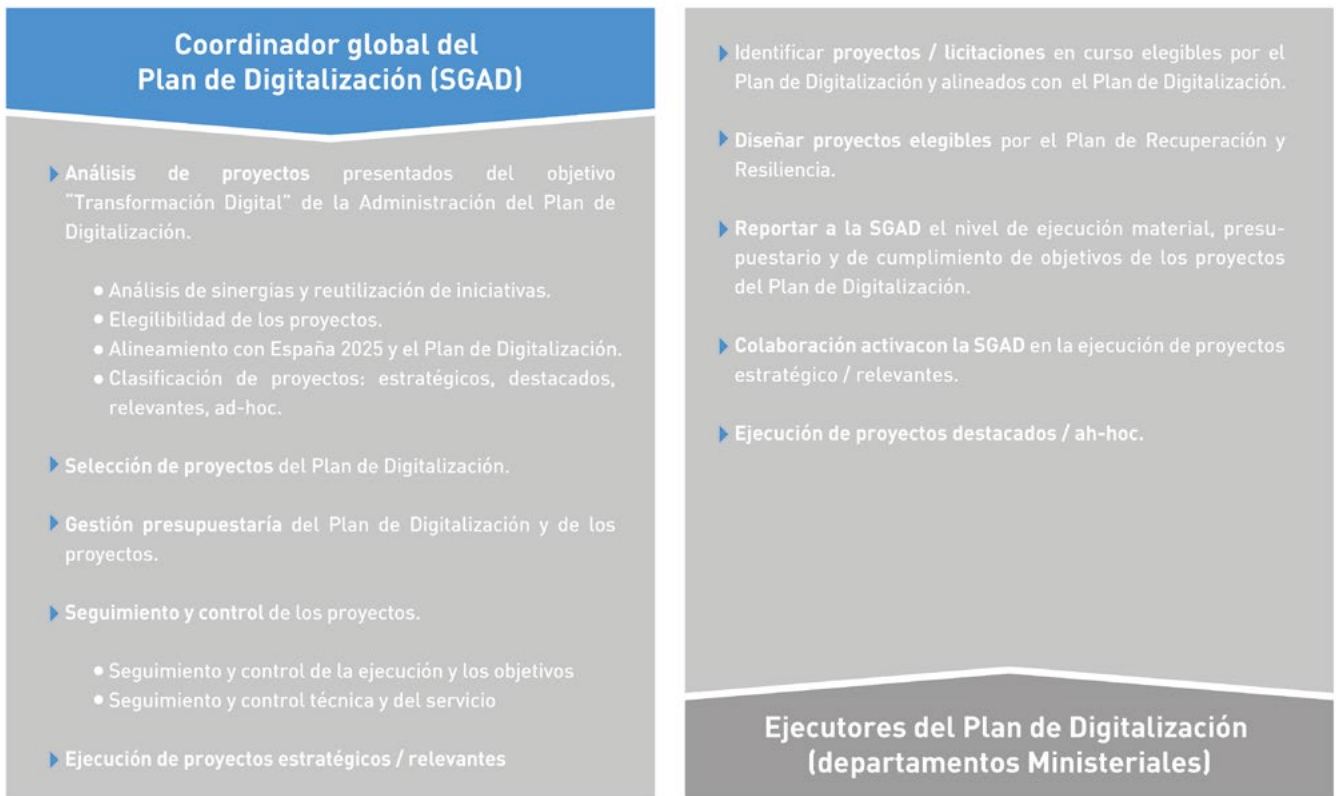 Coordinador global del
Plan de Digitalización (SGAD)
Análisis de proyectos presentados del objetivo
“Transformación Digital” de la Administración del Plan de
Digitalización.
Análisis de sinergias y reutilización de iniciativas.
Elegilibilidad de los proyectos.
Alineamiento con España 2025 y el Plan de Digitalización.
Clasificación de proyectos: estratégicos, destacados,
relevantes, ad-hoc.
Selección de proyectos del Plan de Digitalización.
Gestión presupuestaría del Plan de Digitalización y de los
proyectos.
Seguimiento y control de los proyectos.
Seguimiento y control de la ejecución y los objetivos
Seguimiento y control técnica y del servicio
Ejecución de proyectos estratégicos / relevantes
Identificar proyectos / licitaciones en curso elegibles por el
Plan de Digitalización y alineados con el Plan de Digitalización.
Diseñar proyectos elegibles por el Plan de Recuperación y
Resiliencia.
Reportar a la SGAD el nivel de ejecución material, presu-
puestario y de cumplimiento de objetivos de los proyectos
del Plan de Digitalización.
Colaboración activacon la SGAD en la ejecución de proyectos
estratégico / relevantes.
Ejecución de proyectos destacados / ah-hoc.
Ejecutores del Plan de Digitalización
(departamentos Ministeriales)